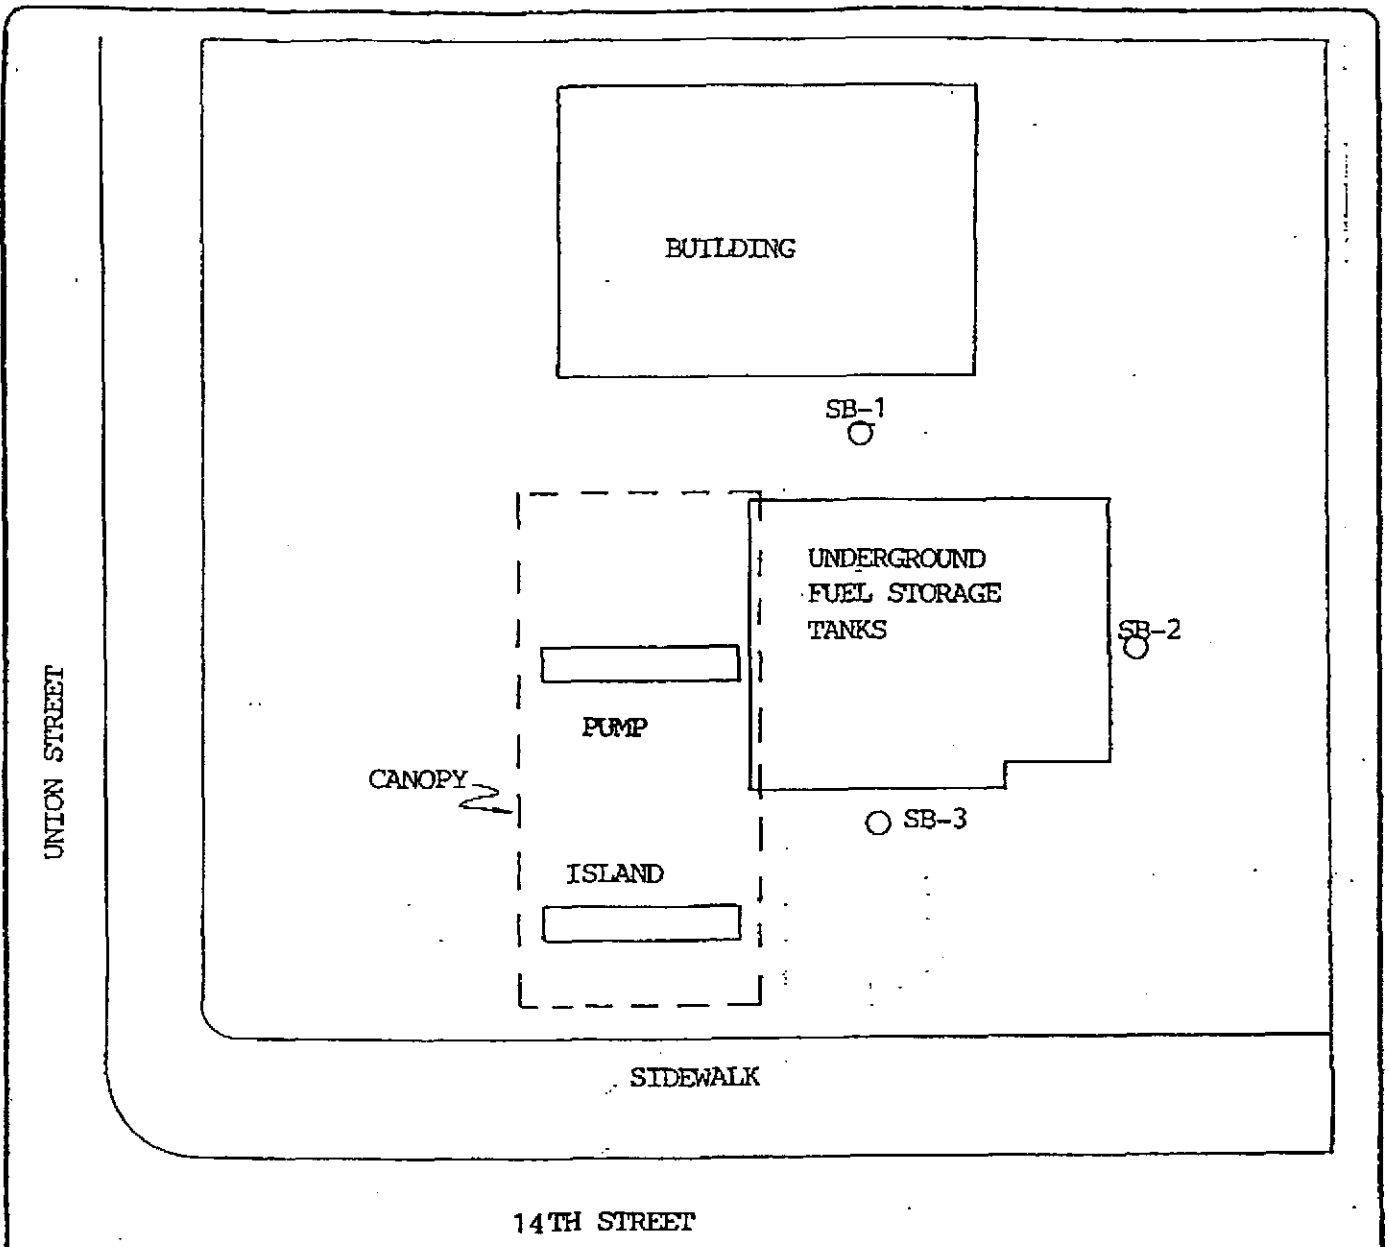 BUILDING
SB-1
UNDERGROUND
FUEL STORAGE
TANKS
SB-2
UNION STREET
PUMP
CANOPY
SB-3
ISLAND
SIDEWALK
14TH STREET